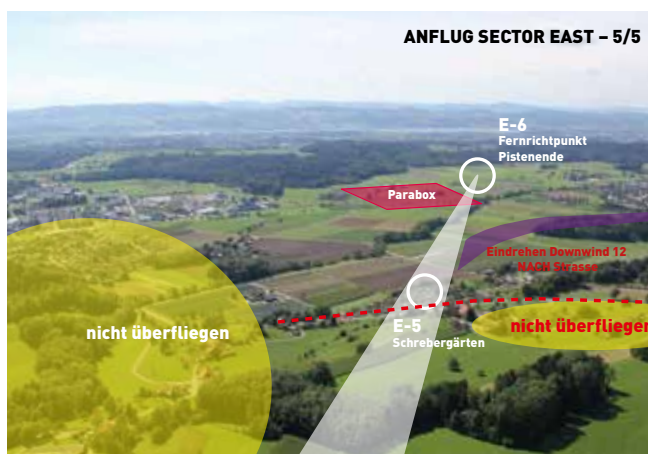 ANFLUG SECTOR EAST – 5/5
E-6
Fernrichtpunkt
Pistenende
Parabox
Eindrehen Downwind 12
NACH Strasse
nicht überfliegen
E-5
Schrebergärten
nicht überfliegen